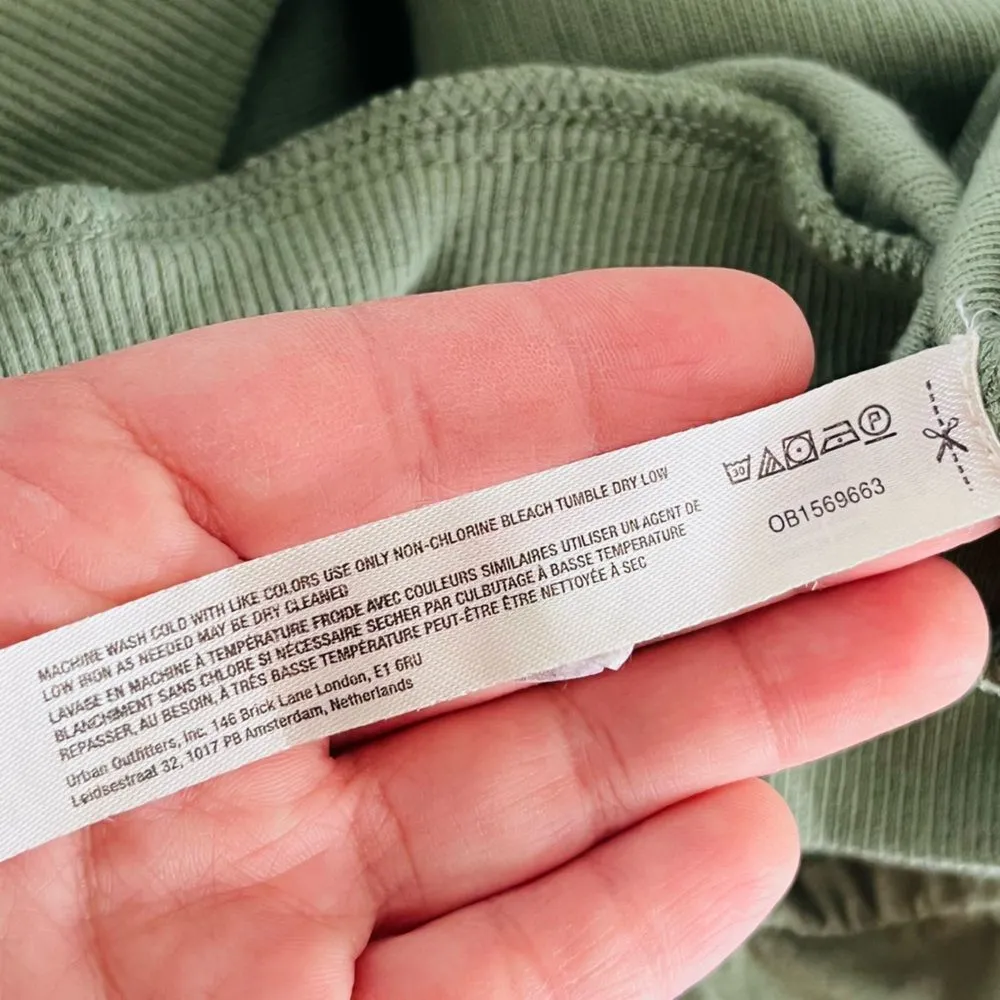 MACHINE WASH COLD WITH LIKE COLORS USE ONLY NON-CHLORINE BLEACH TUMBLE DRY LOW
LOW IRON AS NEEDED MAY BE DRY CLEANED
LAVAGE EN MACHINE À TEMPÉRATURE FROIDE AVEC COULEURS SIMILAIRES UTILISER UN AGENT DE
BLANCHIMENT SANS CHLORE SI NÉCESSAIRE SECHER PAR CULBUTAGE À BASSE TEMPERATURE
REPASSER, AU BESOIN, À TRÈS BASSE TEMPÉRATURE PEUT-ÊTRE ÊTRE NETTOYÉE À SEC
Urban Outfitters, Inc. 146 Brick Lane London, E1 6RU
Leidsestraat 32, 1017 PB Amsterdam, Netherlands
30
P
OB1569663